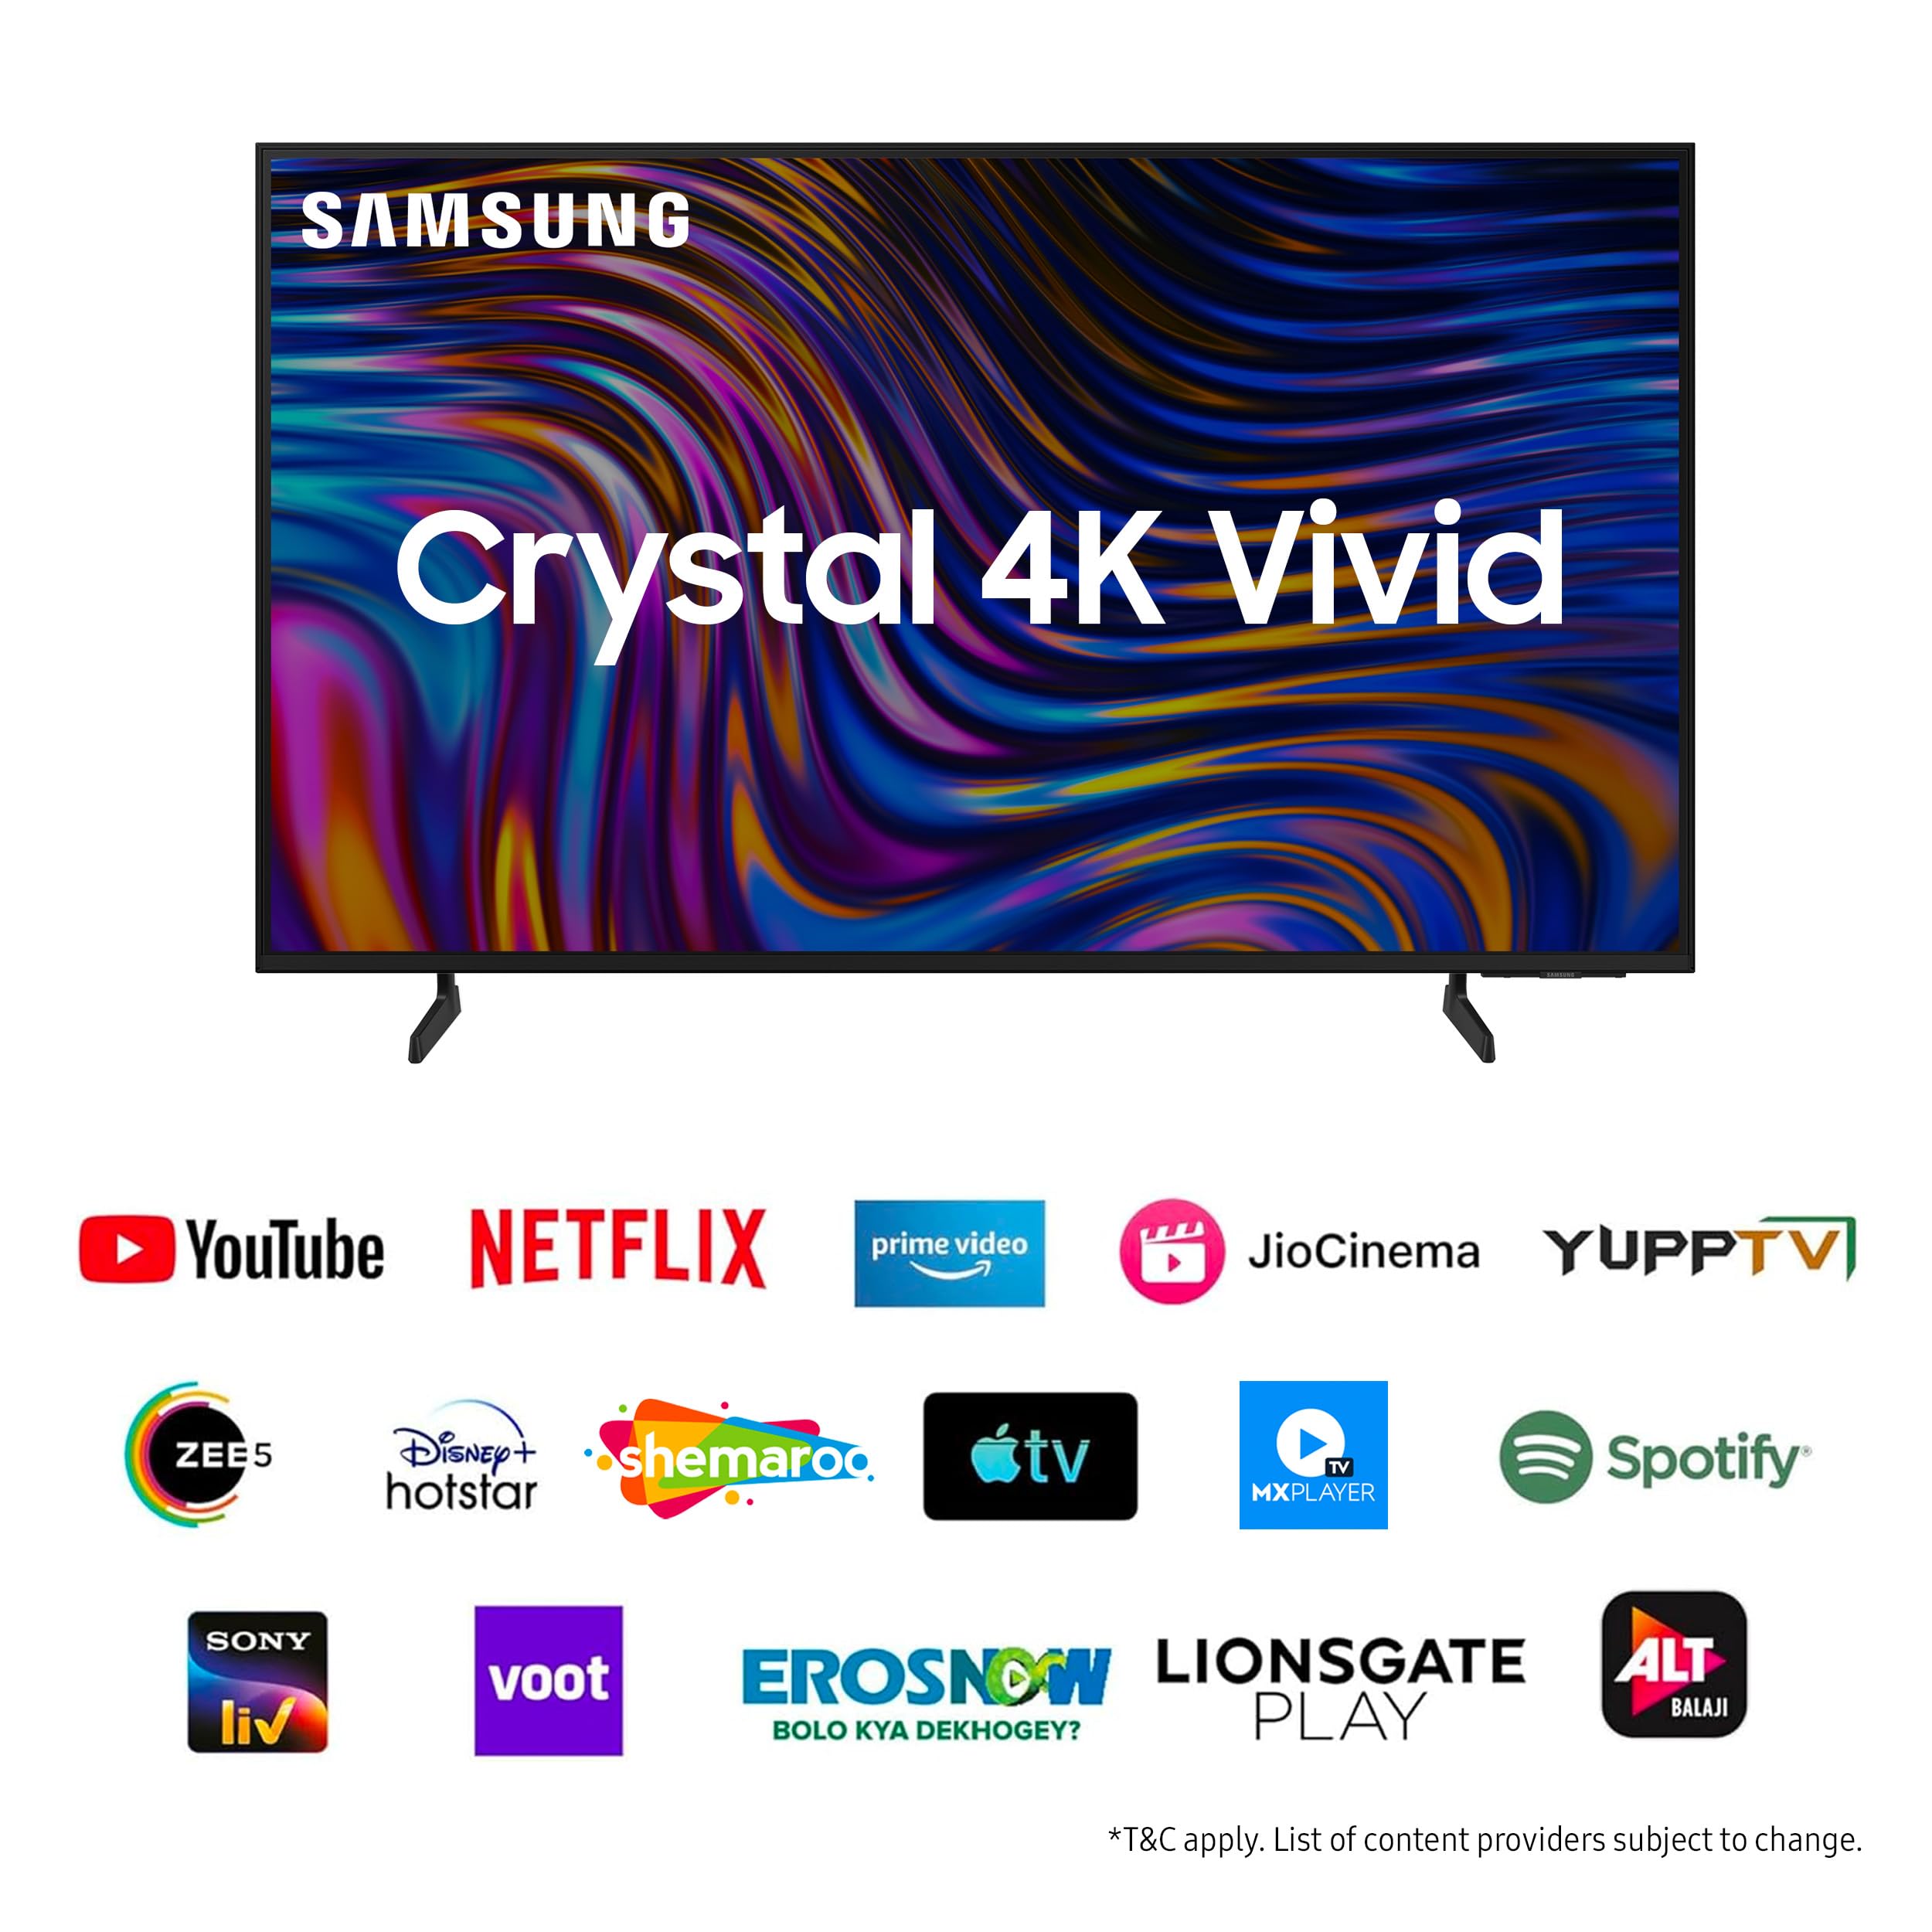 SAMSUNG
Crystal 4K Vivid
SAMSUNG
YouTube
NETFLIX
prime video
JioCinema
YUPPTV
ZEE5
Disney+
hotstar
shemaroo
tv
TV
MXPLAYER
Spotify®
SONY
liv
voot
EROSNOW
BOLO KYA DEKHOGEY?
LIONSGATE
PLAY
ALT
BALAJI
*T&C apply. List of content providers subject to change.